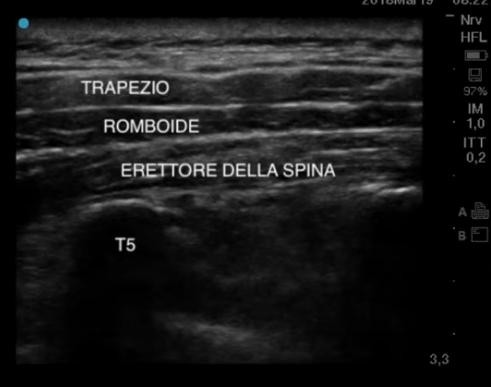 Nrv
HFL
97%
IM
1,0
ITT
0,2
TRAPEZIO
ROMBOIDE
ERETTORE DELLA SPINA
T5
A
B
3,3